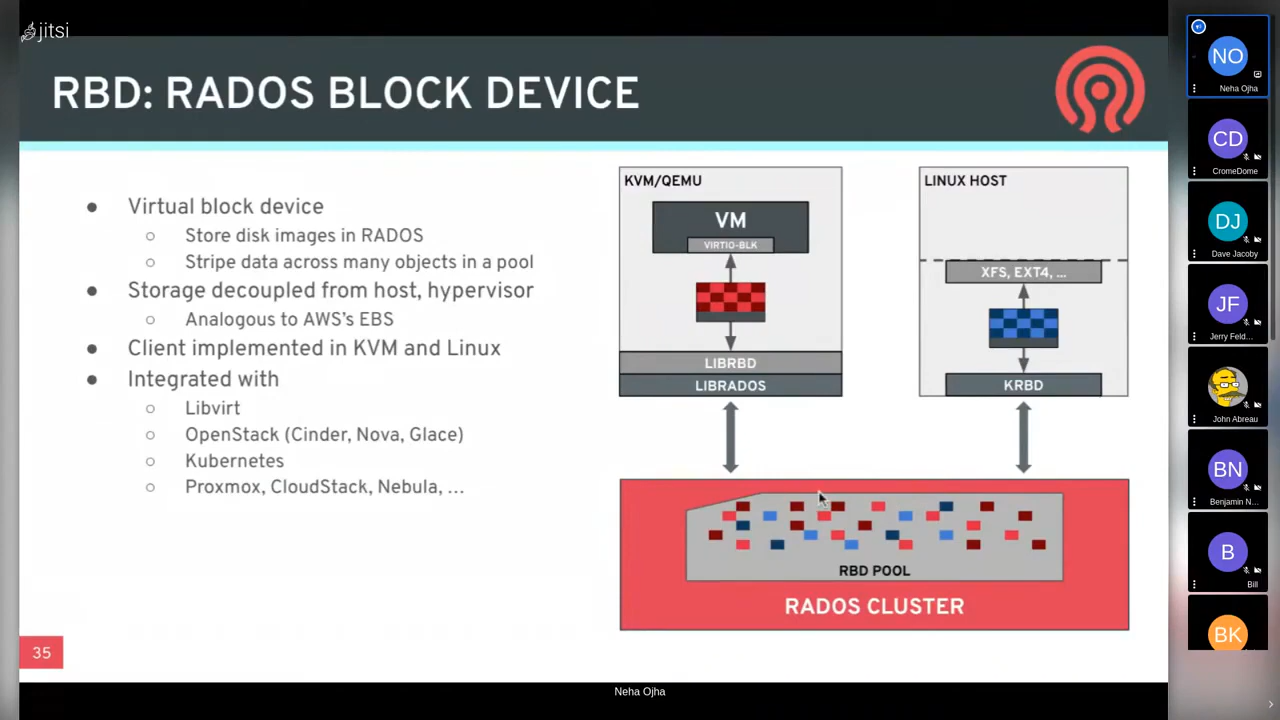 jitsi
RBD: RADOS BLOCK DEVICE
● Virtual block device
○ Store disk images in RADOS
○ Stripe data across many objects in a pool
● Storage decoupled from host, hypervisor
○ Analogous to AWS's EBS
● Client implemented in KVM and Linux
● Integrated with
○ Libvirt
○ OpenStack (Cinder, Nova, Glace)
○ Kubernetes
○ Proxmox, CloudStack, Nebula, ...
35
KVM/QEMU
VM
VIRTIO-BLK
LIBRBD
LIBRADOS
LINUX HOST
XFS, EXT4, ...
KRBD
RBD POOL
RADOS CLUSTER
Neha Ojha
NO
Neha Ojha
CD
CromeDome
DJ
Dave Jacoby
JF
Jerry Feld...
John Abreau
BN
Benjamin N...
B
Bill
BK